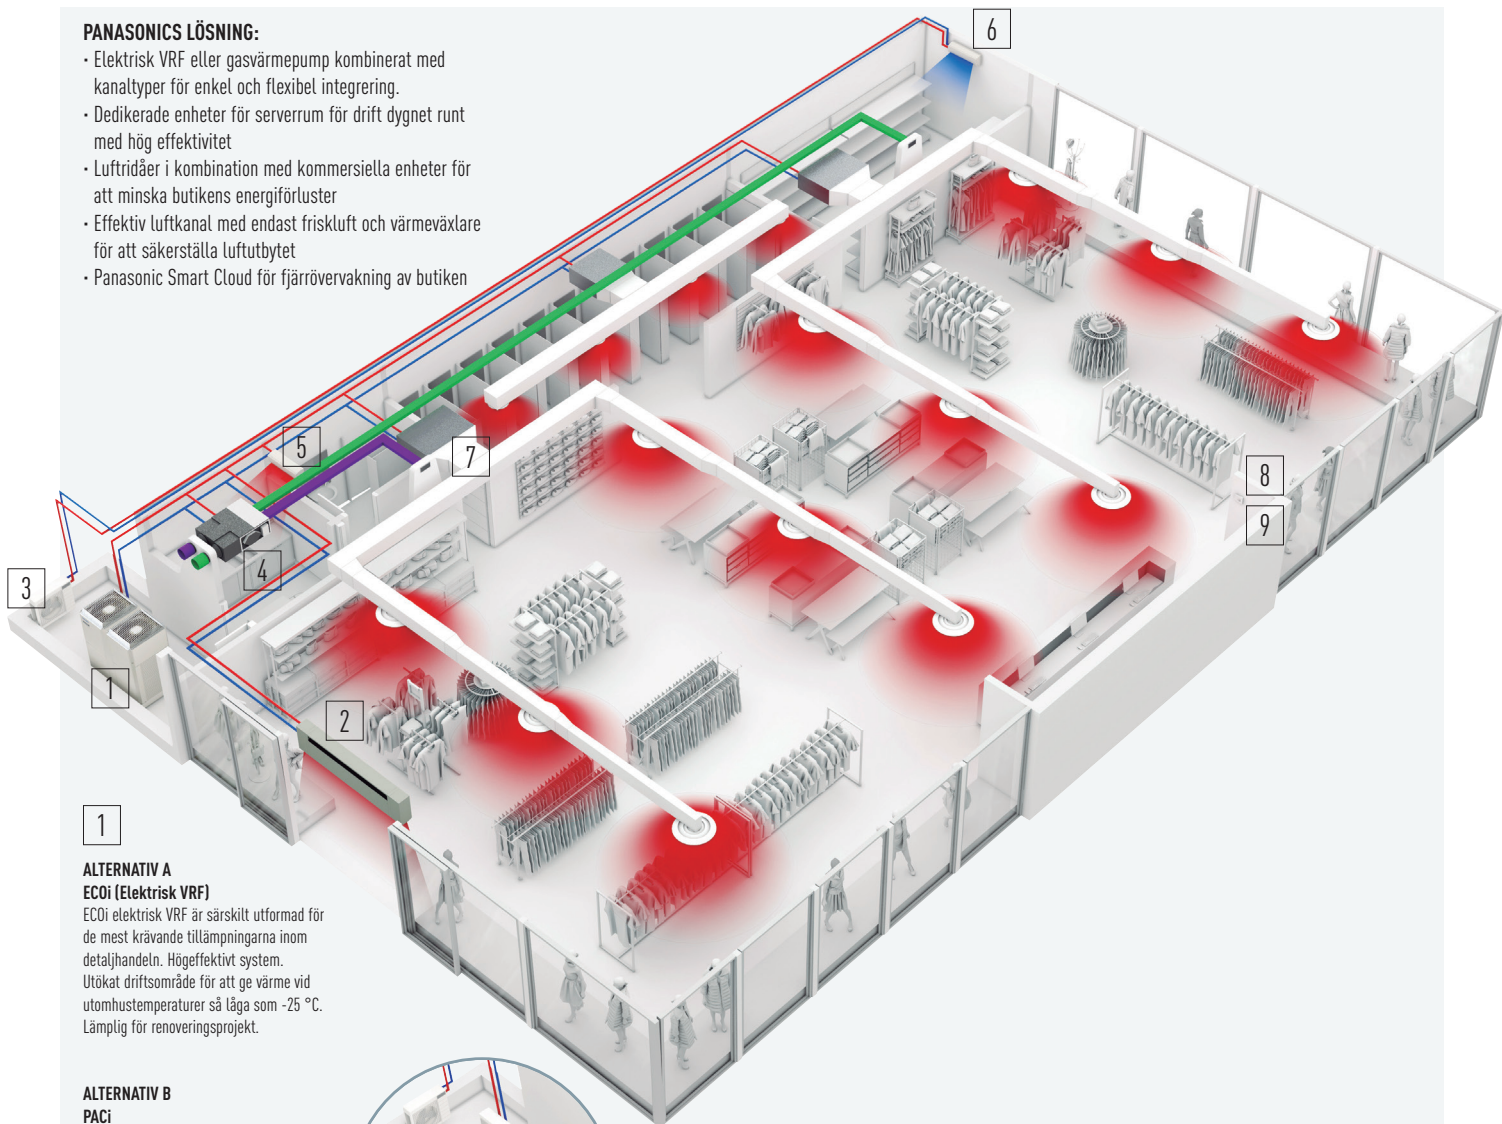 PANASONICS LÖSNING:
· Elektrisk VRF eller gasvärmepump kombinerat med
kanaltyper för enkel och flexibel integrering.
· Dedikerade enheter för serverrum för drift dygnet runt
med hög effektivitet
· Luftridåer i kombination med kommersiella enheter för
att minska butikens energiförluster
· Effektiv luftkanal med endast friskluft och värmeväxlare
för att säkerställa luftutbytet
· Panasonic Smart Cloud för fjärrövervakning av butiken
6
5
7
8
9
4
3
1
2
1
ALTERNATIV A
ECOi (Elektrisk VRF)
ECOi elektrisk VRF är särskilt utformad för
de mest krävande tillämpningarna inom
detaljhandeln. Högeffektivt system.
Utökat driftsområde för att ge värme vid
utomhustemperaturer så låga som -25 °C.
Lämplig för renoveringsprojekt.
ALTERNATIV B
PACi